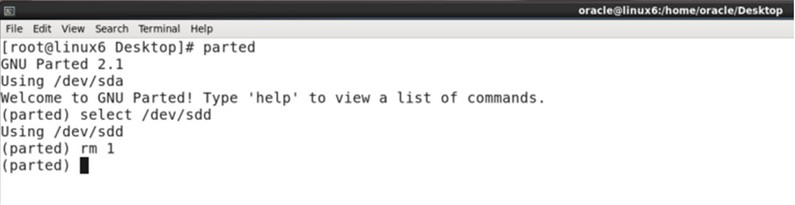 oracle@linux6:/home/oracle/Desktop
File Edit View Search Terminal Help
[root@linux6 Desktop]# parted
GNU Parted 2.1
Using /dev/sda
Welcome to GNU Parted! Type 'help' to view a list of commands.
(parted) select /dev/sdd
Using /dev/sdd
(parted) rm 1
(parted)